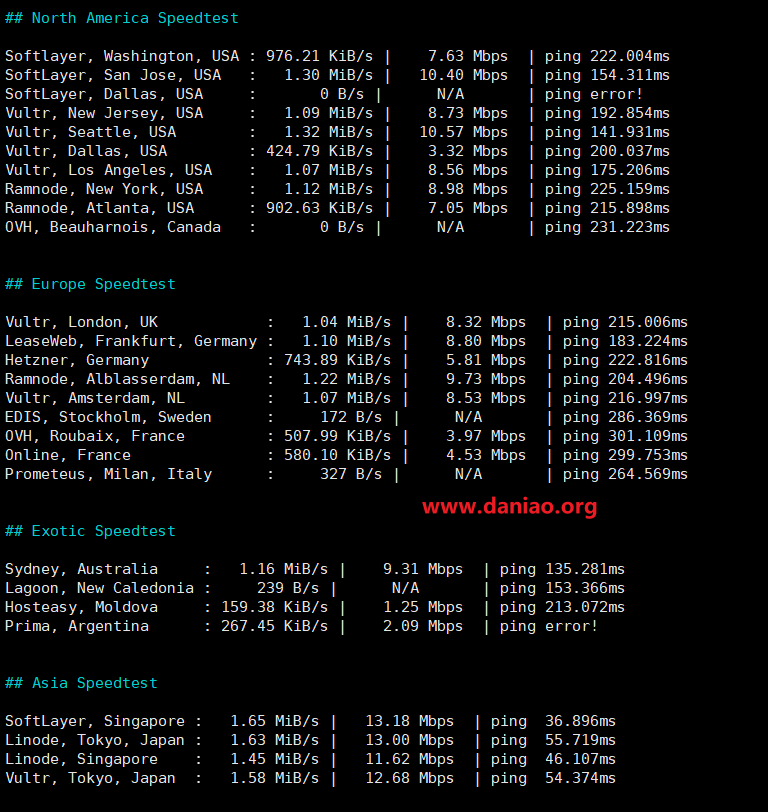 ## North America Speedtest
Softlayer, Washington, USA : 976.21 KiB/s | 7.63 Mbps | ping 222.004ms
SoftLayer, San Jose, USA : 1.30 MiB/s | 10.40 Mbps | ping 154.311ms
SoftLayer, Dallas, USA : 0 B/s | N/A | ping error!
Vultr, New Jersey, USA : 1.09 MiB/s | 8.73 Mbps | ping 192.854ms
Vultr, Seattle, USA : 1.32 MiB/s | 10.57 Mbps | ping 141.931ms
Vultr, Dallas, USA : 424.79 KiB/s | 3.32 Mbps | ping 200.037ms
Vultr, Los Angeles, USA : 1.07 MiB/s | 8.56 Mbps | ping 175.206ms
Ramnode, New York, USA : 1.12 MiB/s | 8.98 Mbps | ping 225.159ms
Ramnode, Atlanta, USA : 902.63 KiB/s | 7.05 Mbps | ping 215.898ms
OVH, Beauharnois, Canada : 0 B/s | N/A | ping 231.223ms
## Europe Speedtest
Vultr, London, UK : 1.04 MiB/s | 8.32 Mbps | ping 215.006ms
LeaseWeb, Frankfurt, Germany : 1.10 MiB/s | 8.80 Mbps | ping 183.224ms
Hetzner, Germany : 743.89 KiB/s | 5.81 Mbps | ping 222.816ms
Ramnode, Alblasserdam, NL : 1.22 MiB/s | 9.73 Mbps | ping 204.496ms
Vultr, Amsterdam, NL : 1.07 MiB/s | 8.53 Mbps | ping 216.997ms
EDIS, Stockholm, Sweden : 172 B/s | N/A | ping 286.369ms
OVH, Roubaix, France : 507.99 KiB/s | 3.97 Mbps | ping 301.109ms
Online, France : 580.10 KiB/s | 4.53 Mbps | ping 299.753ms
Prometeus, Milan, Italy : 327 B/s | N/A | ping 264.569ms
www.daniao.org
## Exotic Speedtest
Sydney, Australia : 1.16 MiB/s | 9.31 Mbps | ping 135.281ms
Lagoon, New Caledonia : 239 B/s | N/A | ping 153.366ms
Hosteasy, Moldova : 159.38 KiB/s | 1.25 Mbps | ping 213.072ms
Prima, Argentina : 267.45 KiB/s | 2.09 Mbps | ping error!
## Asia Speedtest
SoftLayer, Singapore : 1.65 MiB/s | 13.18 Mbps | ping 36.896ms
Linode, Tokyo, Japan : 1.63 MiB/s | 13.00 Mbps | ping 55.719ms
Linode, Singapore : 1.45 MiB/s | 11.62 Mbps | ping 46.107ms
Vultr, Tokyo, Japan : 1.58 MiB/s | 12.68 Mbps | ping 54.374ms